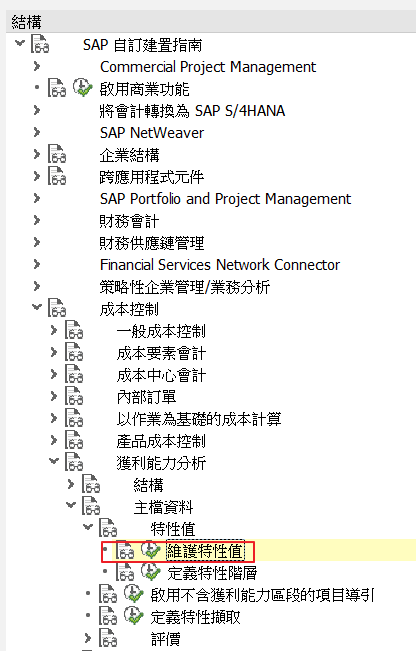 結構
SAP 自訂建置指南
Commercial Project Management
啟用商業功能
將會計轉換為 SAP S/4HANA
SAP NetWeaver
企業結構
跨應用程式元件
SAP Portfolio and Project Management
財務會計
財務供應鏈管理
Financial Services Network Connector
策略性企業管理/業務分析
成本控制
一般成本控制
成本要素會計
成本中心會計
內部訂單
以作業為基礎的成本計算
產品成本控制
獲利能力分析
結構
主檔資料
特性值
維護特性值
定義特性階層
啟用不含獲利能力區段的項目導引
定義特性擷取
評價